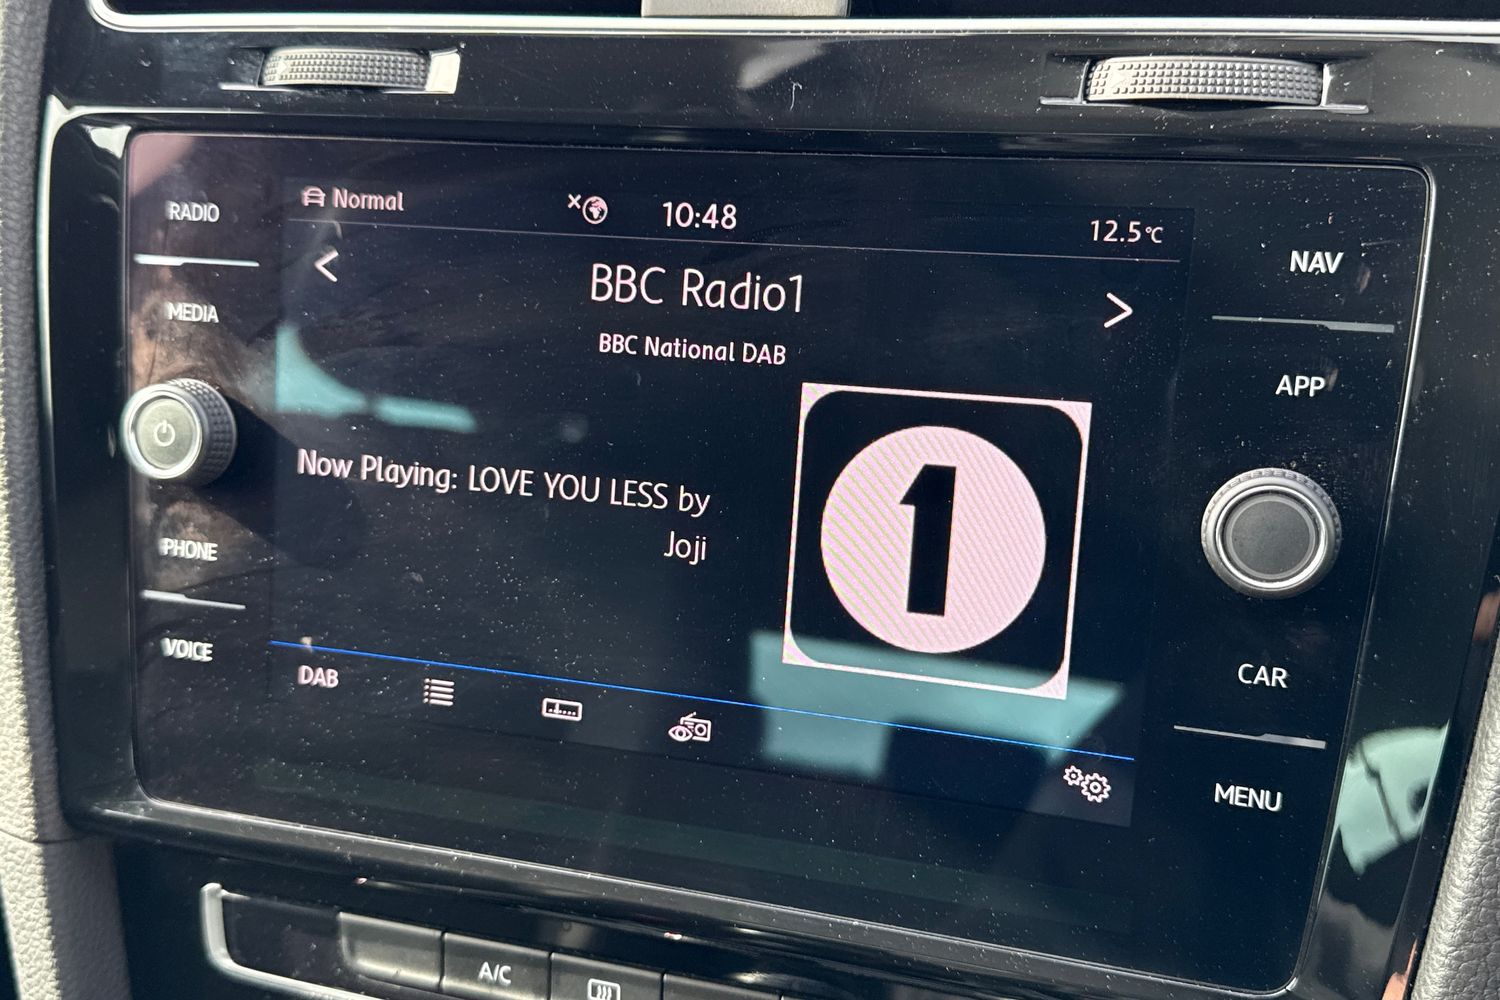 RADIO
MEDIA
PHONE
VOICE
Normal
10:48
12.5°C
<
BBC Radio1
>
BBC National DAB
Now Playing: LOVE YOU LESS by
Joji
1
DAB
NAV
APP
CAR
MENU
A/C